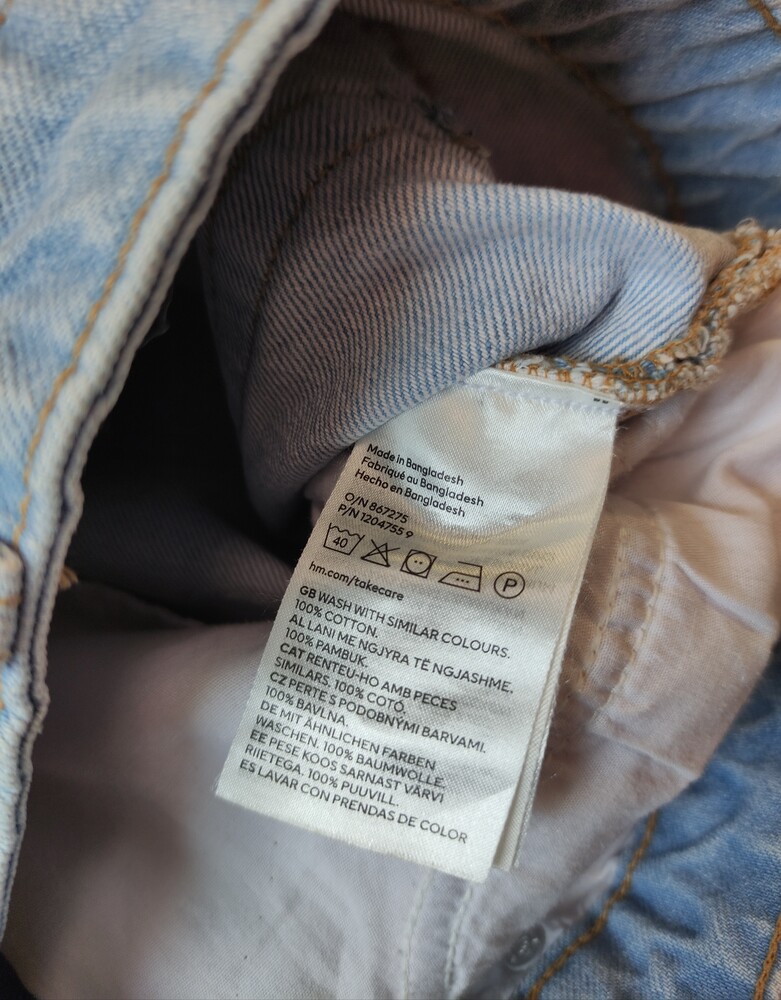 Made in Bangladesh
Fabriqué au Bangladesh
Hecho en Bangladesh
O/N 867275
P/N 1204755 9
40 P
hm.com/takecare
GB WASH WITH SIMILAR COLOURS.
100% COTTON.
AL LANI ME NGJYRA TË NGJASHME.
100% PAMBUK.
CAT RENTEU-HO AMB PECES
SIMILARS. 100% COTÓ.
CZ PERTE S PODOBNÝMI BARVAMI.
100% BAVLNA.
DE MIT ÄHNLICHEN FARBEN
WASCHEN. 100% BAUMWOLLE.
EE PESE KOOS SARNAST VÄRVI
RIIETEGA. 100% PUUVILL.
ES LAVAR CON PRENDAS DE COLOR